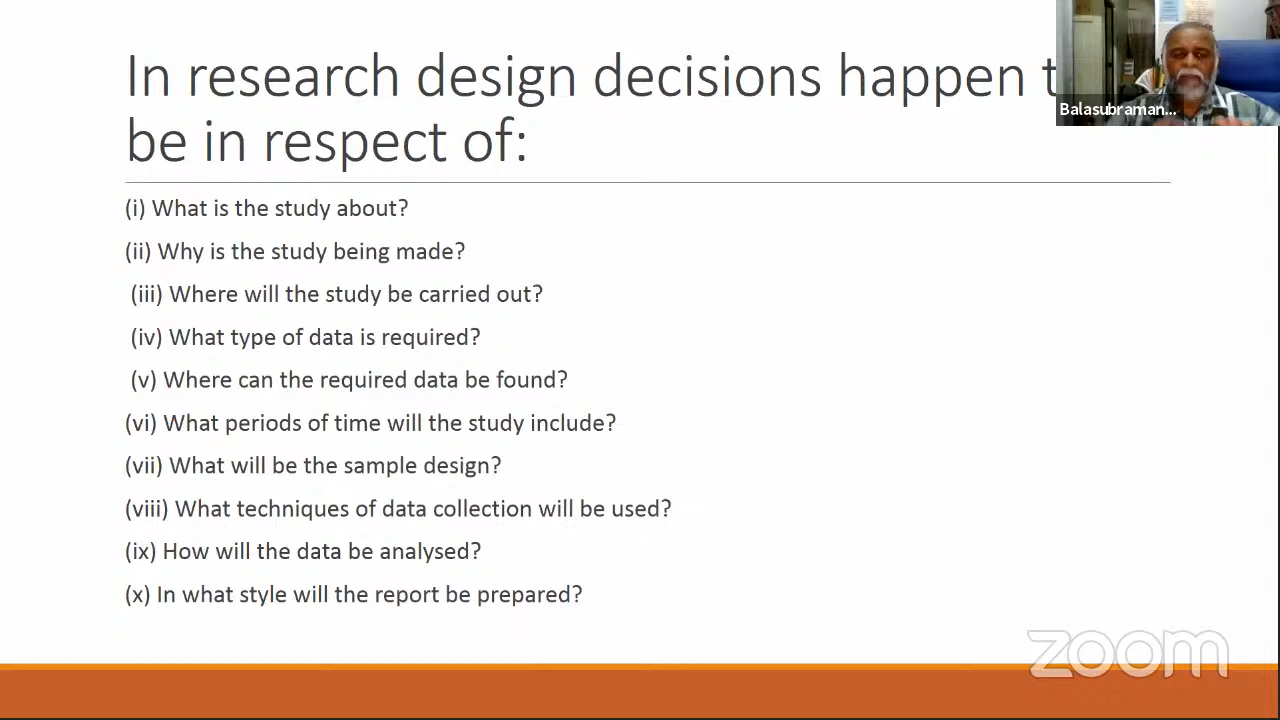 In research design decisions happen t
be in respect of:
Balasubraman...
(i) What is the study about?
(ii) Why is the study being made?
(iii) Where will the study be carried out?
(iv) What type of data is required?
(v) Where can the required data be found?
(vi) What periods of time will the study include?
(vii) What will be the sample design?
(viii) What techniques of data collection will be used?
(ix) How will the data be analysed?
(x) In what style will the report be prepared?
zoom